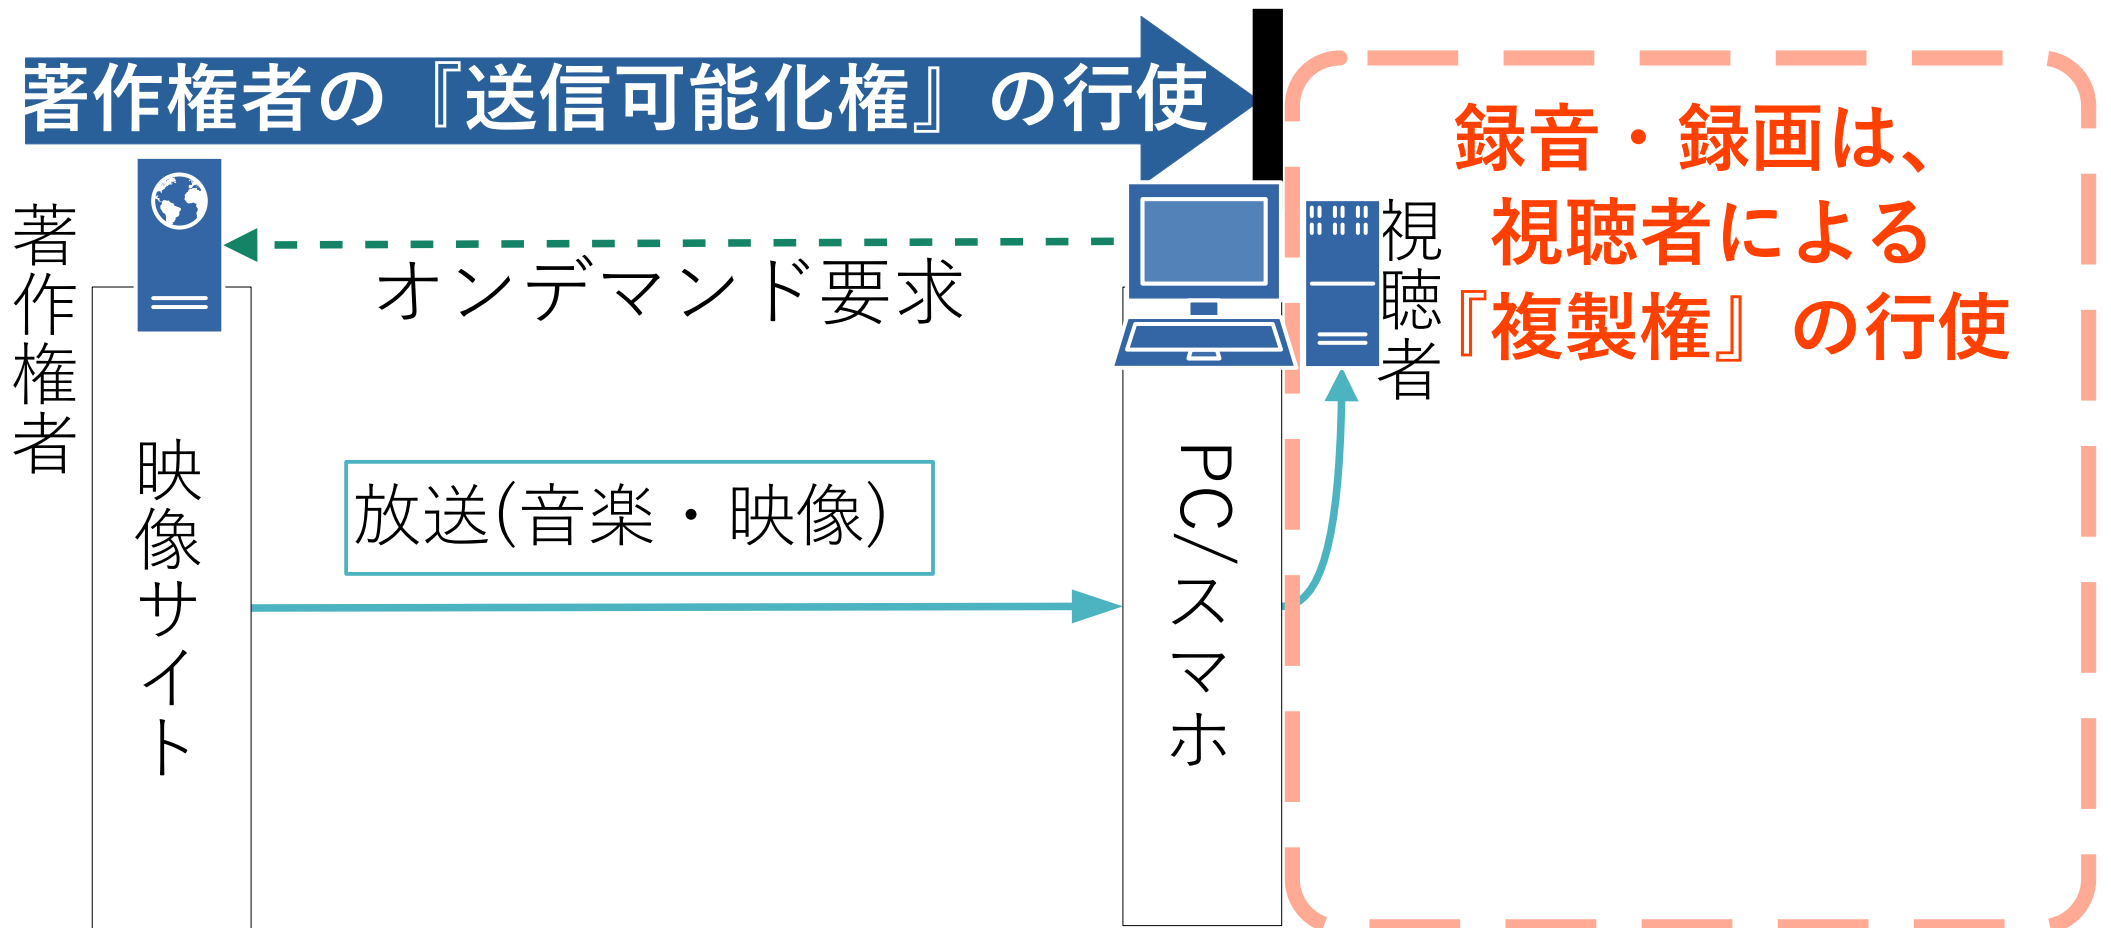 著作権者の『送信可能化権』の行使
録音・録画は、
視聴者による
『複製権』の行使
著作権者
オンデマンド要求
視聴者
映像サイト
放送(音楽・映像)
PC/スマホ